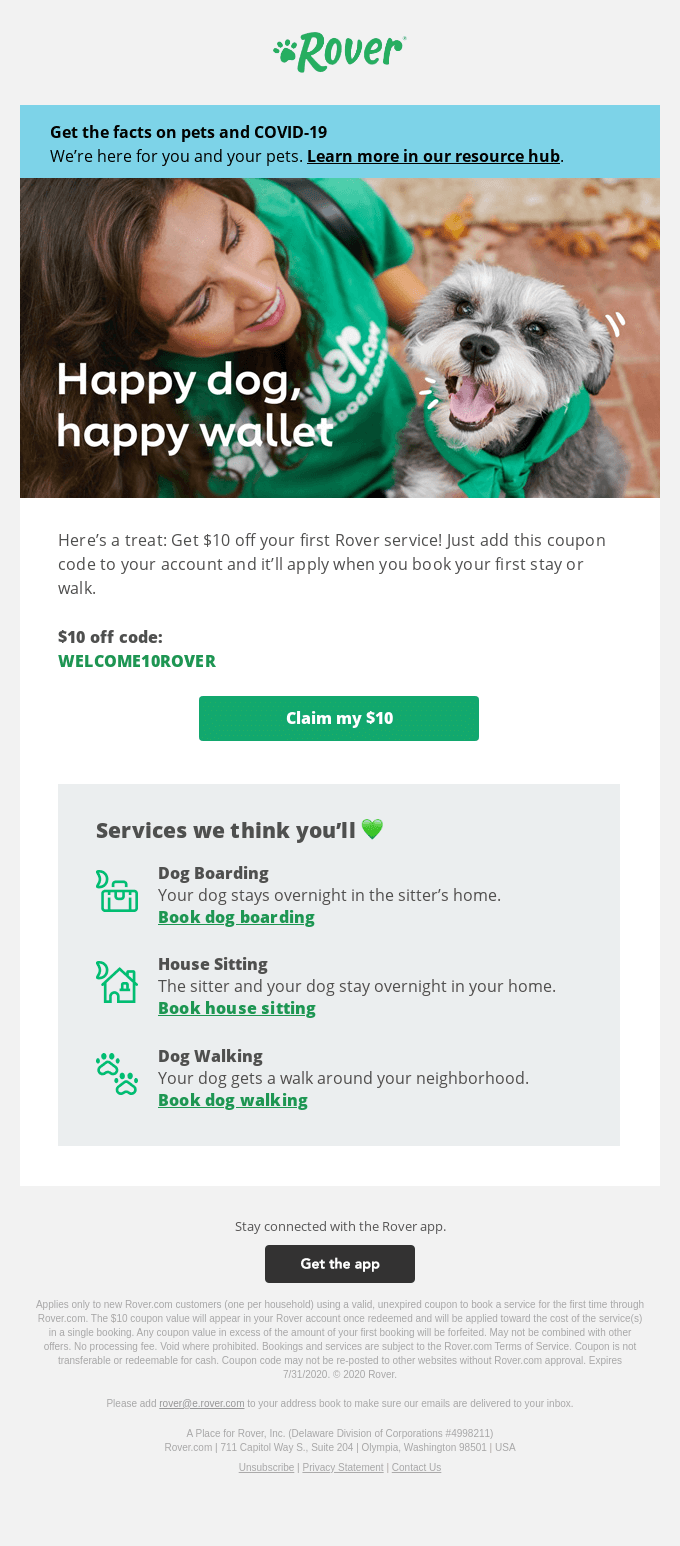 Rover
Get the facts on pets and COVID-19
We’re here for you and your pets. Learn more in our resource hub.
Happy dog,
happy wallet
Here’s a treat: Get $10 off your first Rover service! Just add this coupon
code to your account and it’ll apply when you book your first stay or
walk.
$10 off code:
WELCOME10ROVER
Claim my $10
Services we think you’ll 💚
Dog Boarding
Your dog stays overnight in the sitter’s home.
Book dog boarding
House Sitting
The sitter and your dog stay overnight in your home.
Book house sitting
Dog Walking
Your dog gets a walk around your neighborhood.
Book dog walking
Stay connected with the Rover app.
Get the app
Applies only to new Rover.com customers (one per household) using a valid, unexpired coupon to book a service for the first time through
Rover.com. The $10 coupon value will appear in your Rover account once redeemed and will be applied toward the cost of the service(s)
in a single booking. Any coupon value in excess of the amount of your first booking will be forfeited. May not be combined with other
offers. No processing fee. Void where prohibited. Bookings and services are subject to the Rover.com Terms of Service. Coupon is not
transferable or redeemable for cash. Coupon code may not be re-posted to other websites without Rover.com approval. Expires
7/31/2020. © 2020 Rover.
Please add rover@e.rover.com to your address book to make sure our emails are delivered to your inbox.
A Place for Rover, Inc. (Delaware Division of Corporations #4998211)
Rover.com | 711 Capitol Way S., Suite 204 | Olympia, Washington 98501 | USA
Unsubscribe | Privacy Statement | Contact Us